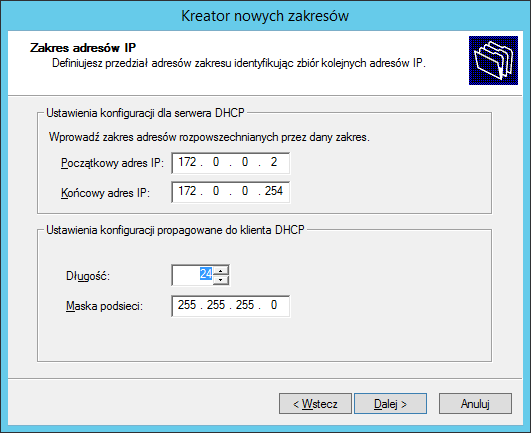 Kreator nowych zakresów
Zakres adresów IP
Definiujesz przedział adresów zakresu identyfikując zbiór kolejnych adresów IP.
Ustawienia konfiguracji dla serwera DHCP
Wprowadź zakres adresów rozpowszechnianych przez dany zakres.
Początkowy adres IP: 172 . 0 . 0 . 2
Końcowy adres IP: 172 . 0 . 0 . 254
Ustawienia konfiguracji propagowane do klienta DHCP
Długość: 24
Maska podsieci: 255 . 255 . 255 . 0
< Wstecz Dalej > Anuluj